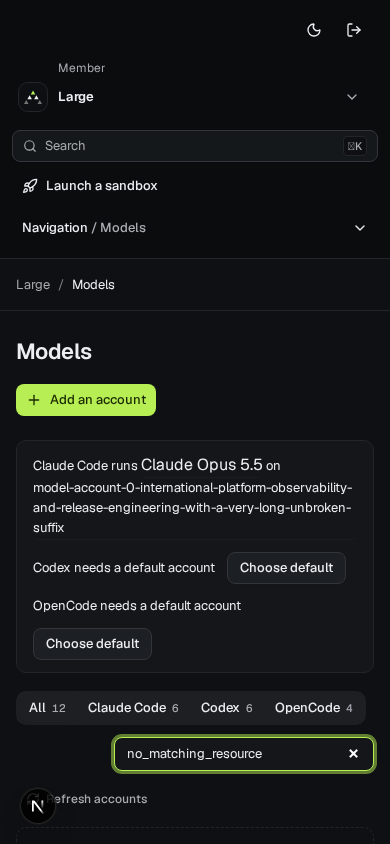 Member
Large
Search
K
Launch a sandbox
Navigation / Models
Large / Models
Models
Add an account
Claude Code runs Claude Opus 5.5 on
model-account-0-international-platform-observability-
and-release-engineering-with-a-very-long-unbroken-
suffix
Codex needs a default account Choose default
OpenCode needs a default account
Choose default
All 12 Claude Code 6 Codex 6 OpenCode 4
no_matching_resource
N
Refresh accounts